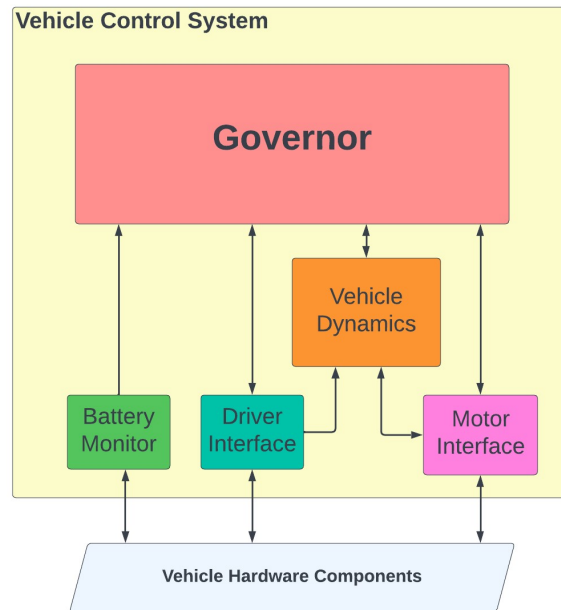 Vehicle Control System
Governor
Vehicle
Dynamics
Battery
Monitor
Driver
Interface
Motor
Interface
Vehicle Hardware Components